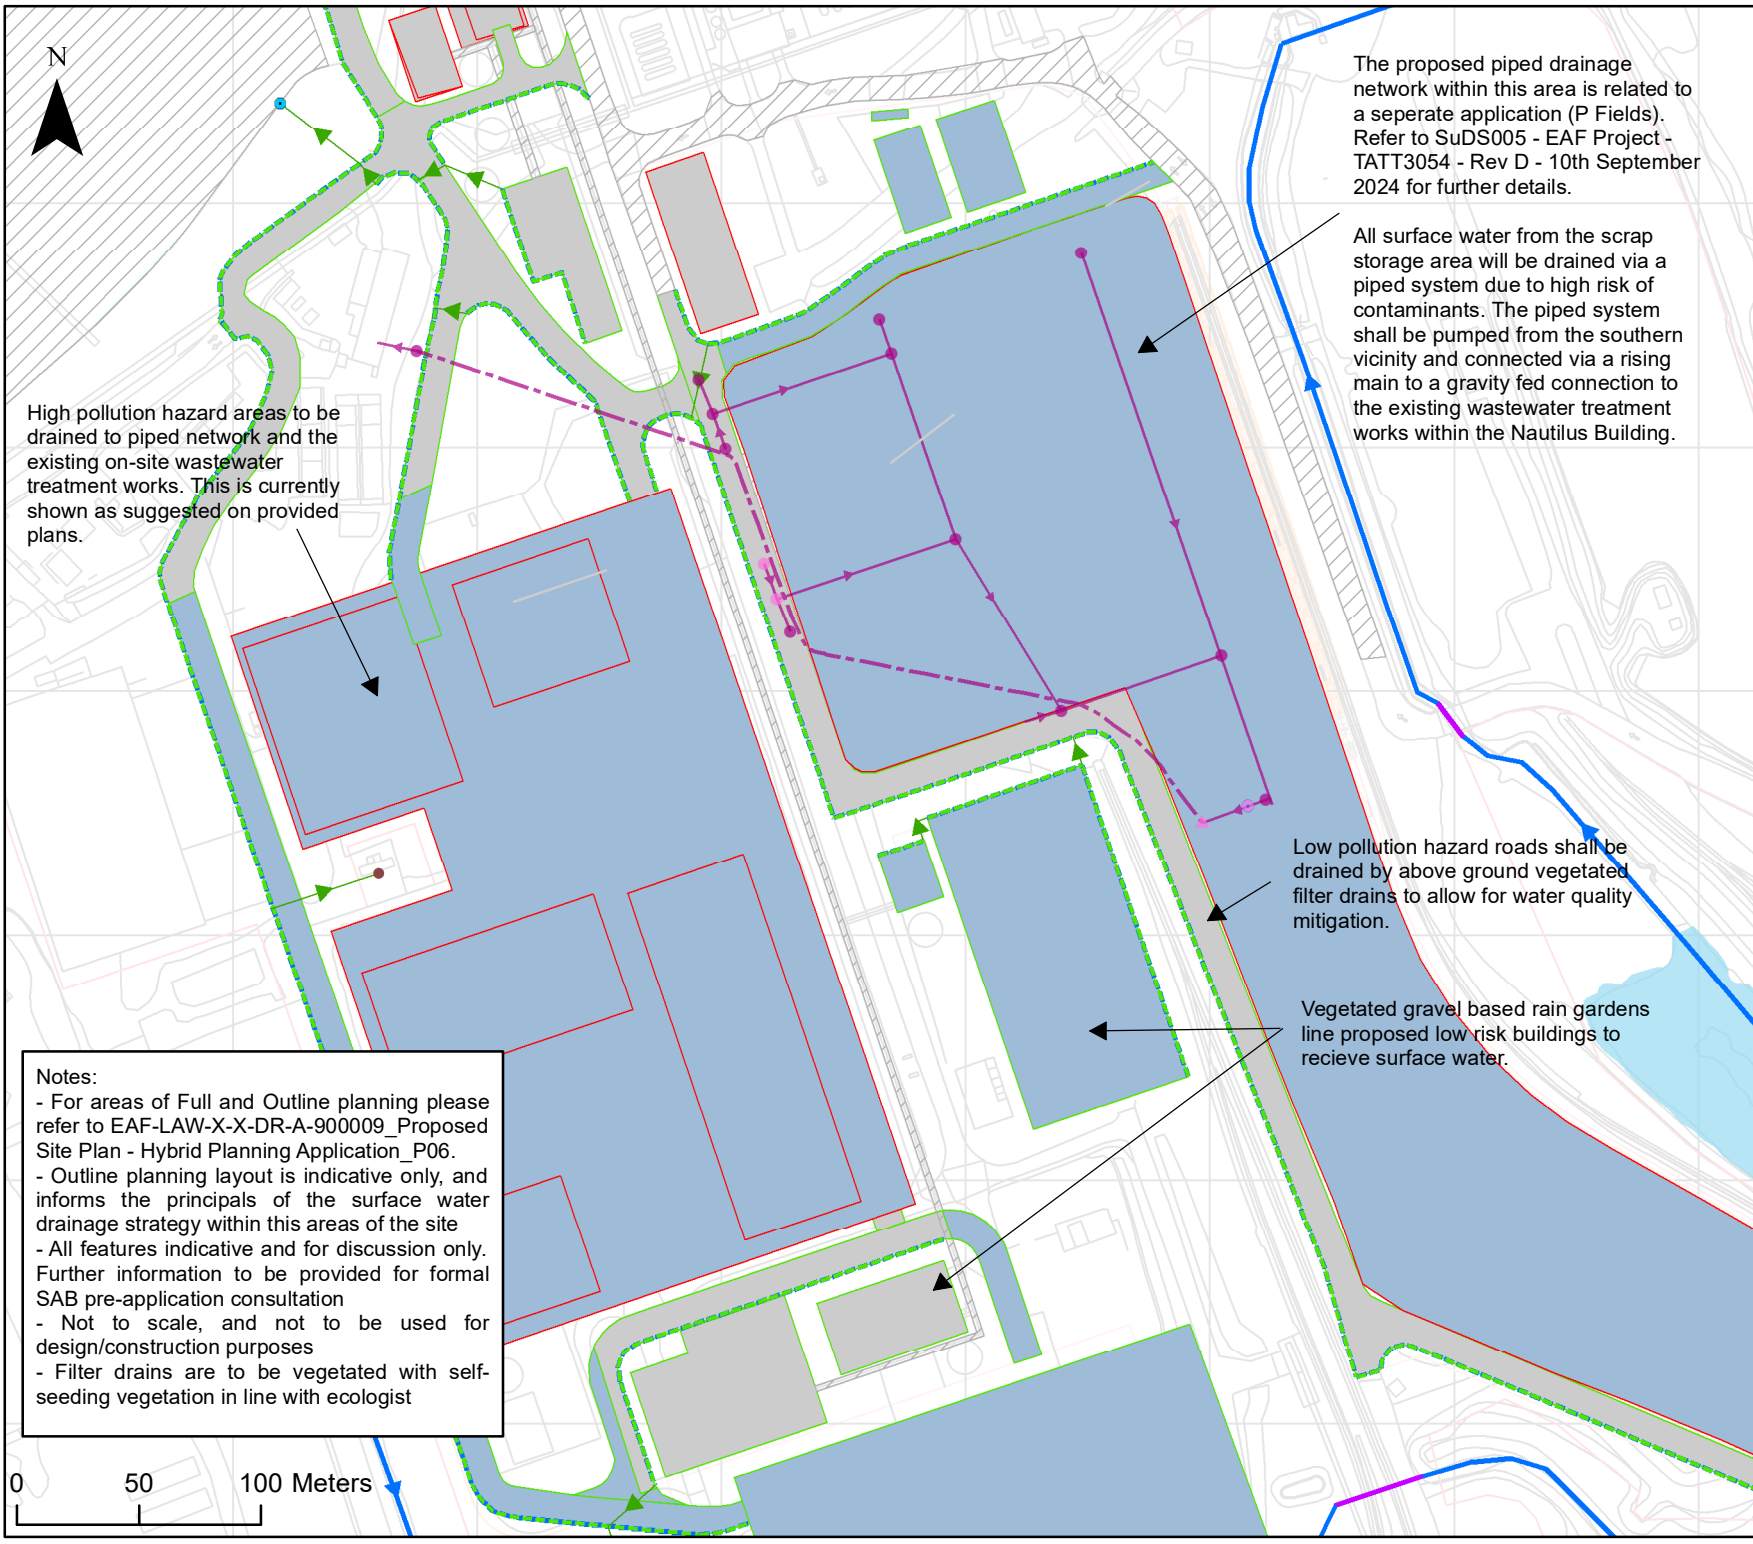 N
The proposed piped drainage
network within this area is related to
a seperate application (P Fields).
Refer to SuDS005 - EAF Project -
TATT3054 - Rev D - 10th September
2024 for further details.
All surface water from the scrap
storage area will be drained via a
piped system due to high risk of
contaminants. The piped system
shall be pumped from the southern
vicinity and connected via a rising
main to a gravity fed connection to
the existing wastewater treatment
works within the Nautilus Building.
High pollution hazard areas to be
drained to piped network and the
existing on-site wastewater
treatment works. This is currently
shown as suggested on provided
plans.
Low pollution hazard roads shall be
drained by above ground vegetated
filter drains to allow for water quality
mitigation.
Vegetated gravel based rain gardens
line proposed low risk buildings to
recieve surface water.
Notes:
- For areas of Full and Outline planning please
refer to EAF-LAW-X-X-DR-A-900009_Proposed
Site Plan - Hybrid Planning Application_P06.
- Outline planning layout is indicative only, and
informs the principals of the surface water
drainage strategy within this areas of the site
- All features indicative and for discussion only.
Further information to be provided for formal
SAB pre-application consultation
- Not to scale, and not to be used for
design/construction purposes
- Filter drains are to be vegetated with self-
seeding vegetation in line with ecologist
0 50 100 Meters